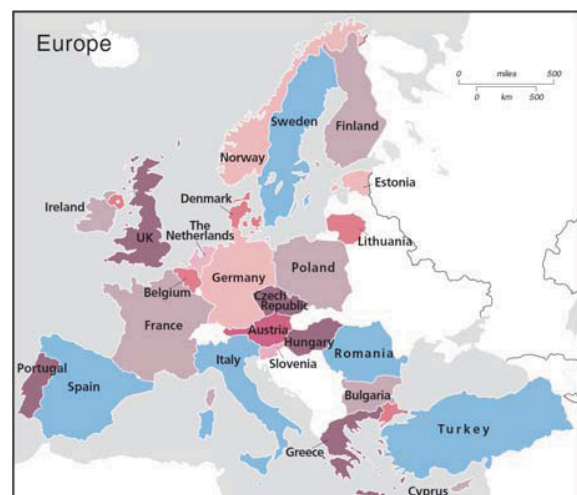 Europe
0 miles 500
0 km 500
Sweden
Finland
Norway
Estonia
Denmark
Ireland
The
Netherlands
UK
Lithuania
Poland
Germany
Belgium
Czech
Republic
France
Austria
Hungary
Slovenia
Romania
Italy
Portugal
Spain
Bulgaria
Turkey
Greece
Cyprus